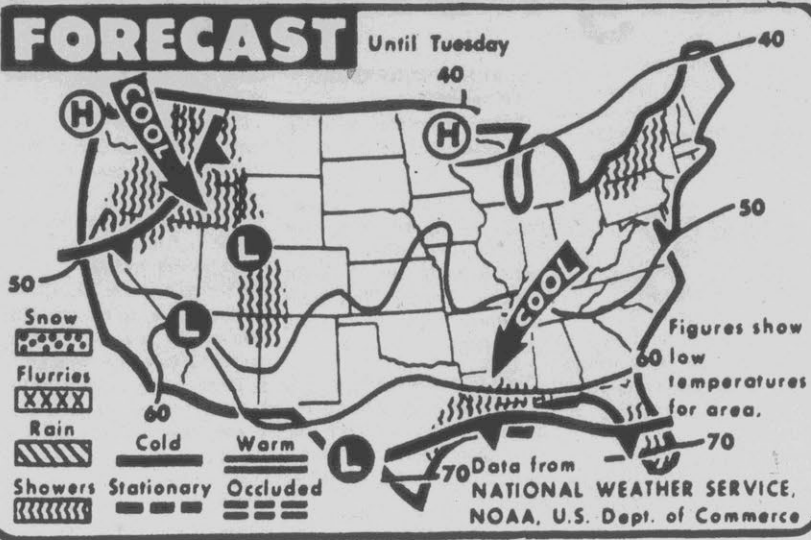 FORECAST Until Tuesday
40
40
H
COOL
H
50
L
COOL
50
L
Snow
Flurries
Rain
Showers
60
Cold
Warm
Stationary
Occluded
L
Figures show
60 low
temperatures
for area.
70
70
Data from
NATIONAL WEATHER SERVICE,
NOAA, U.S. Dept. of Commerce